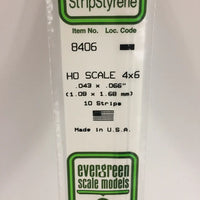 StripStyrene
Item No. Loc. Code
8406
HO SCALE 4x6
.043 x .066"
(1.09 x 1.68 mm)
10 Strips
Made in U.S.A.
evergreen
scale models